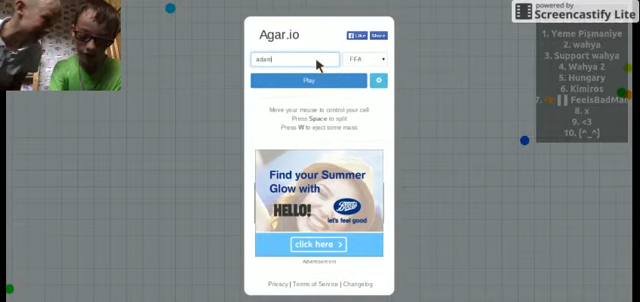 powered by
Screencastify Lite
Agar.io
Like
Share
adam
FFA
Play
Move your mouse to control your cell
Press Space to split
Press W to eject some mass
Find your Summer
Glow with
HELLO!
Boots
let's feel good
click here >
Advertisement
Privacy | Terms of Service | Changelog
1. Yeme Pişmaniye
2. wahya
3. Support wahya
4. Wahya 2
5. Hungary
6. Kimiros
7. FeelsBadMan
8. x
9. <3
10. [^_^]